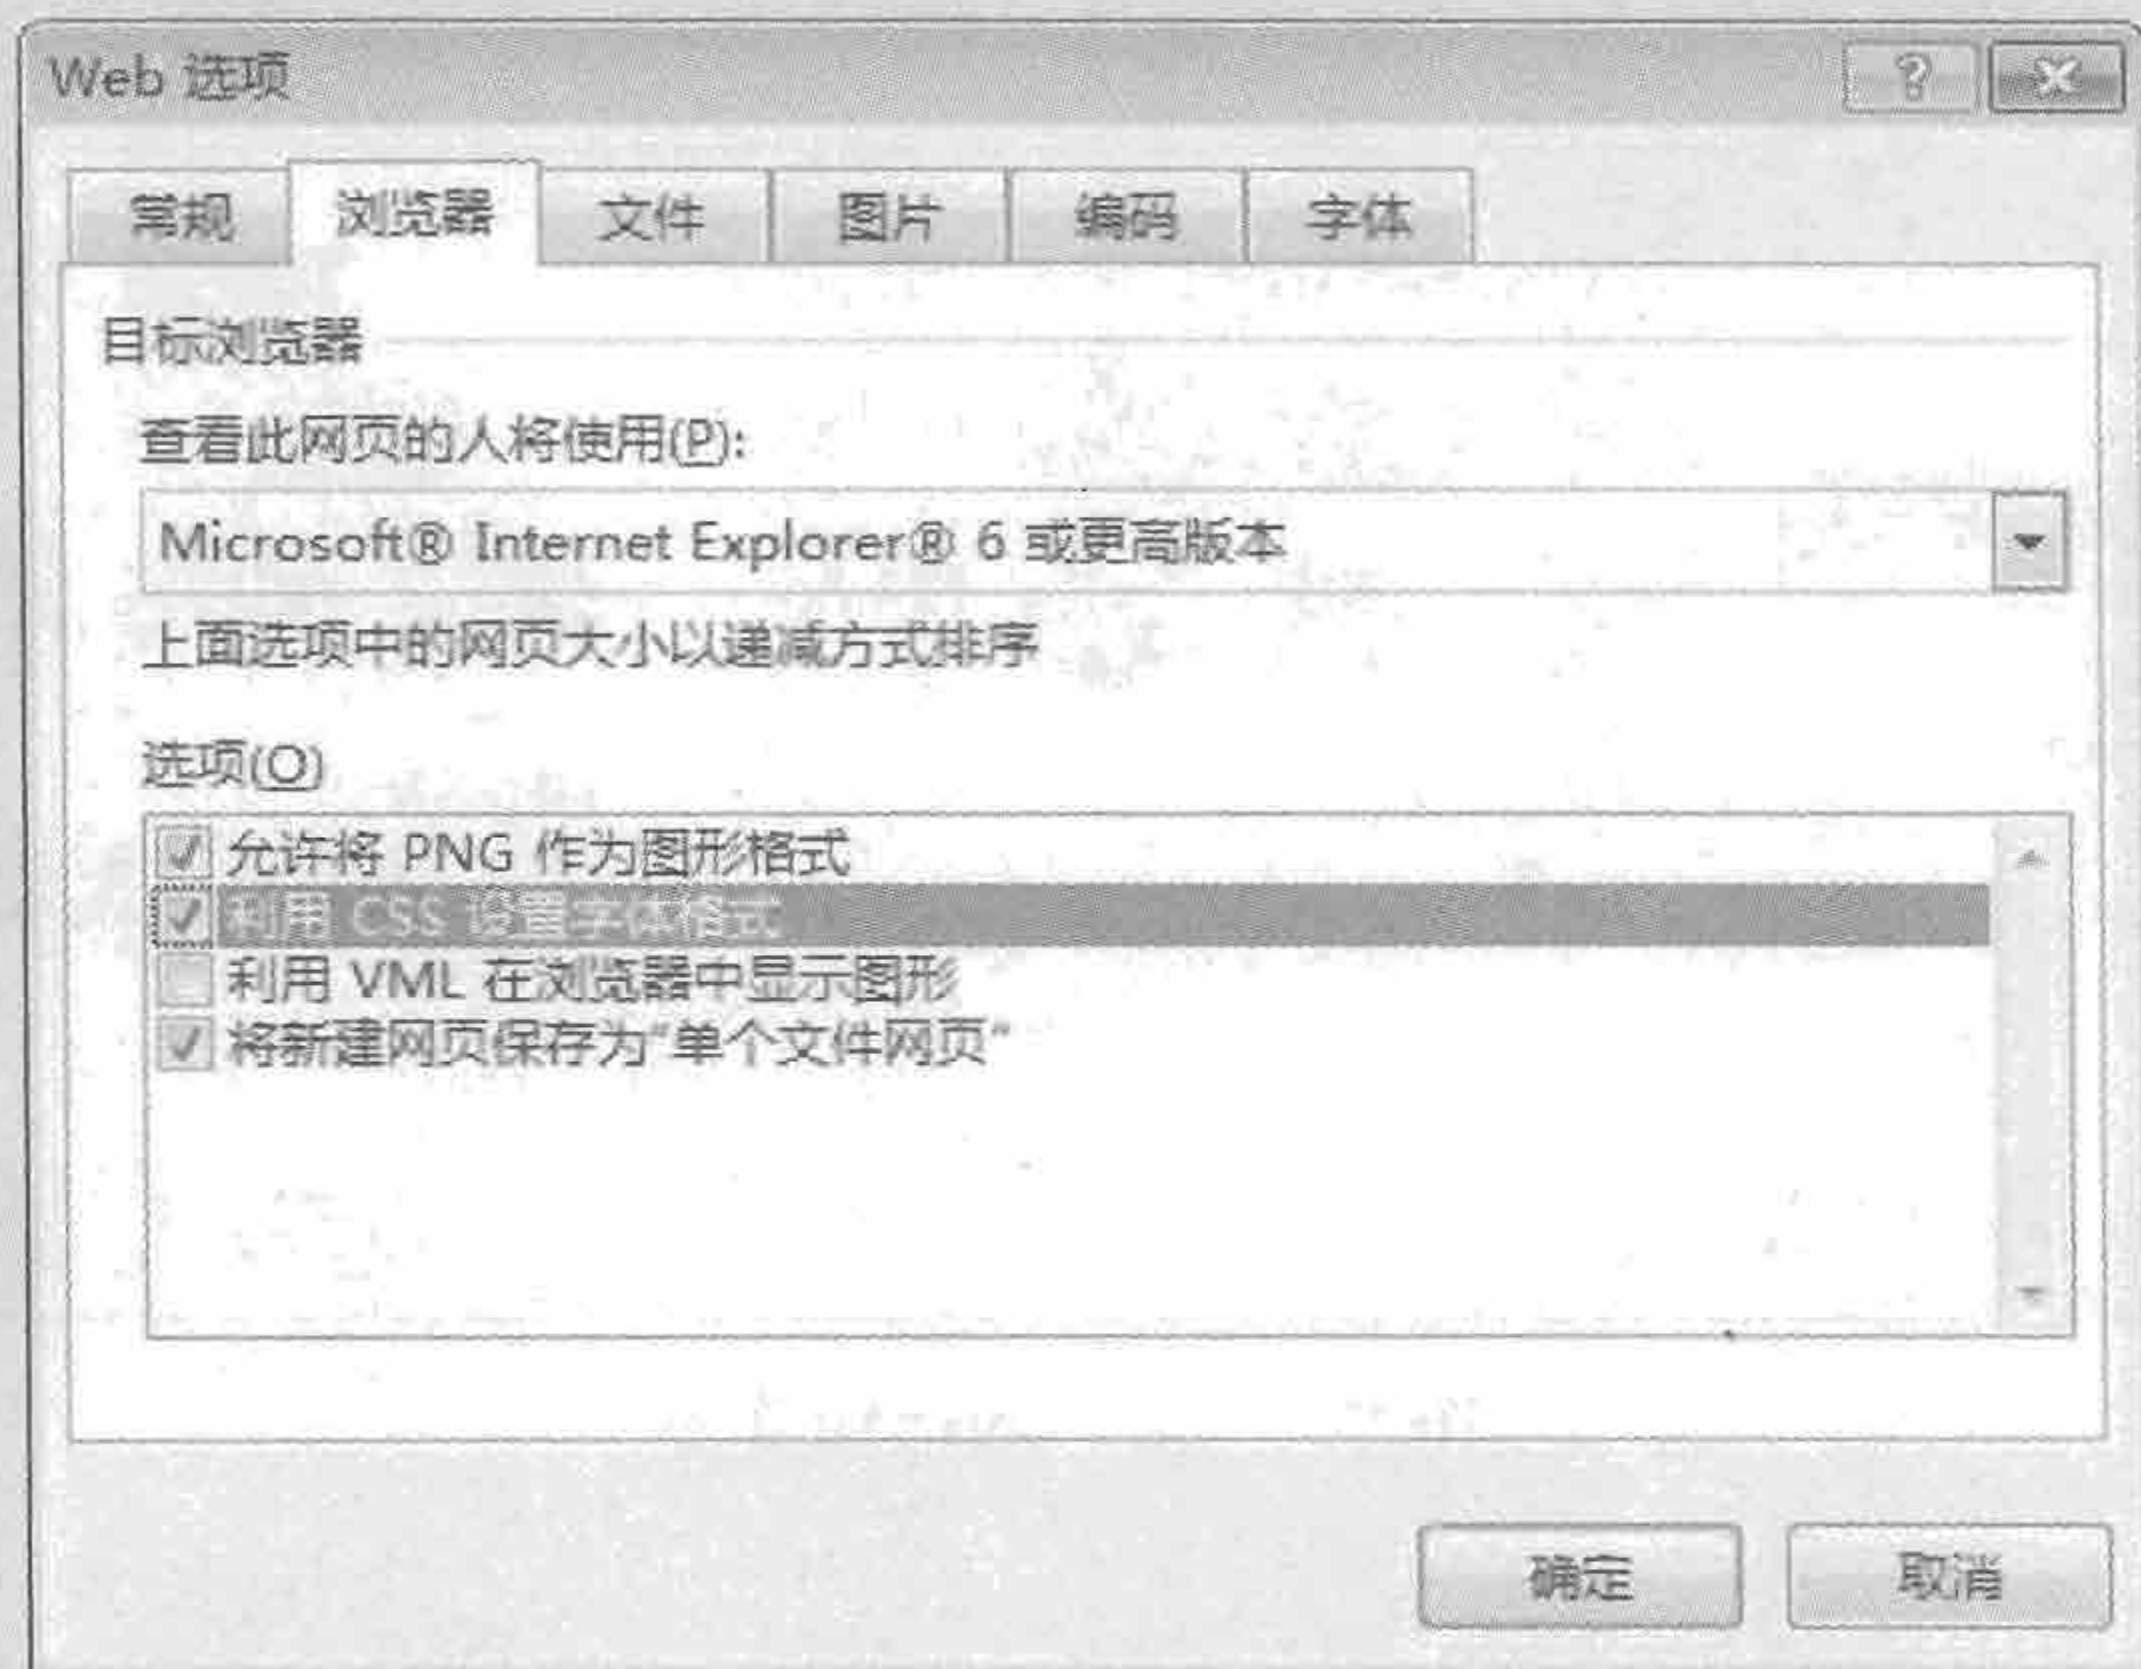 Web 选项
常规 浏览器 文件 图片 编码 字体
目标浏览器
查看此网页的人将使用(P):
Microsoft® Internet Explorer® 6 或更高版本
上面选项中的网页大小以递减方式排序
选项(O)
允许将 PNG 作为图形格式
利用 CSS 设置字体格式
利用 VML 在浏览器中显示图形
将新建网页保存为"单个文件网页"
确定 取消